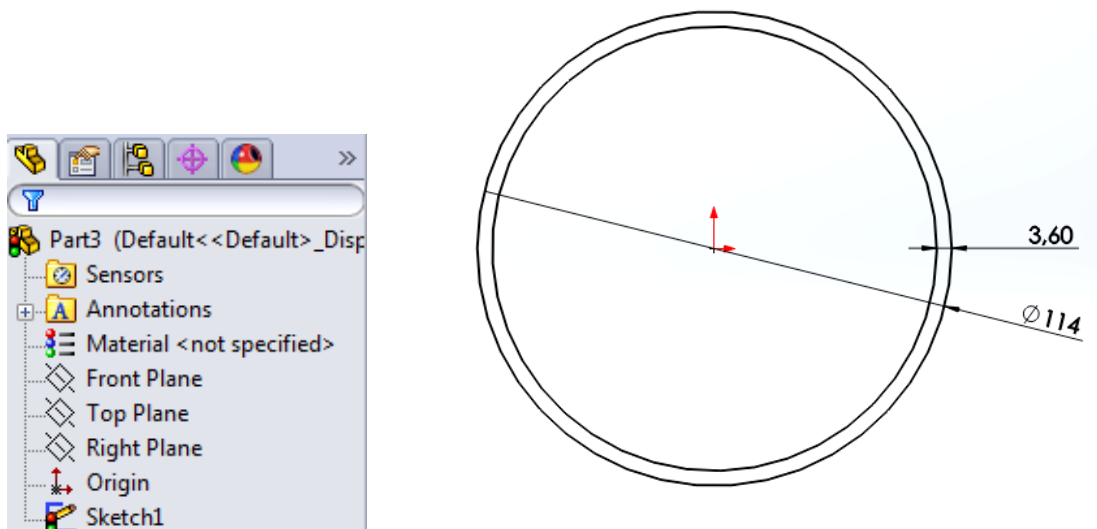 Part3 (Default<<Default>_Disp
Sensors
Annotations
Material <not specified>
Front Plane
Top Plane
Right Plane
Origin
Sketch1
3,60
∅114